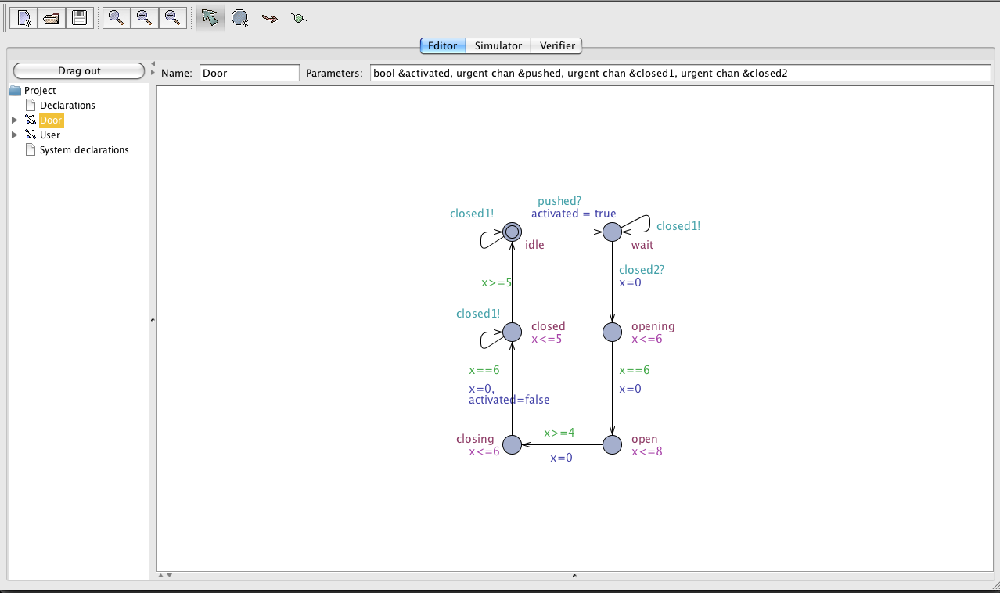 Editor Simulator Verifier
Drag out
Name: Door Parameters: bool &activated, urgent chan &pushed, urgent chan &closed1, urgent chan &closed2
Project
Declarations
Door
User
System declarations
pushed?
closed1! activated = true
closed1!
idle wait
closed2?
x>=5 x=0
closed1!
closed opening
x<=5 x<=6
x==6 x==6
x=0, x=0
activated=false
x>=4
closing open
x<=6 x<=8
x=0